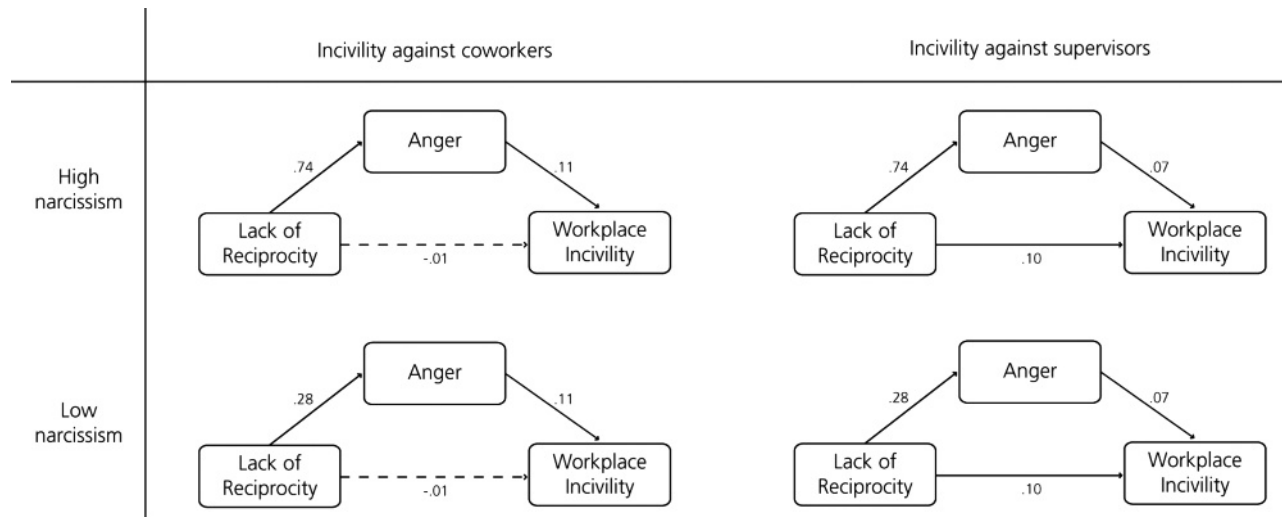 Incivility against coworkers
Incivility against supervisors
High
narcissism
Anger
.74
.11
Lack of
Reciprocity
Workplace
Incivility
-.01
Anger
.74
.07
Lack of
Reciprocity
Workplace
Incivility
.10
Low
narcissism
Anger
.28
.11
Lack of
Reciprocity
Workplace
Incivility
-.01
Anger
.28
.07
Lack of
Reciprocity
Workplace
Incivility
.10